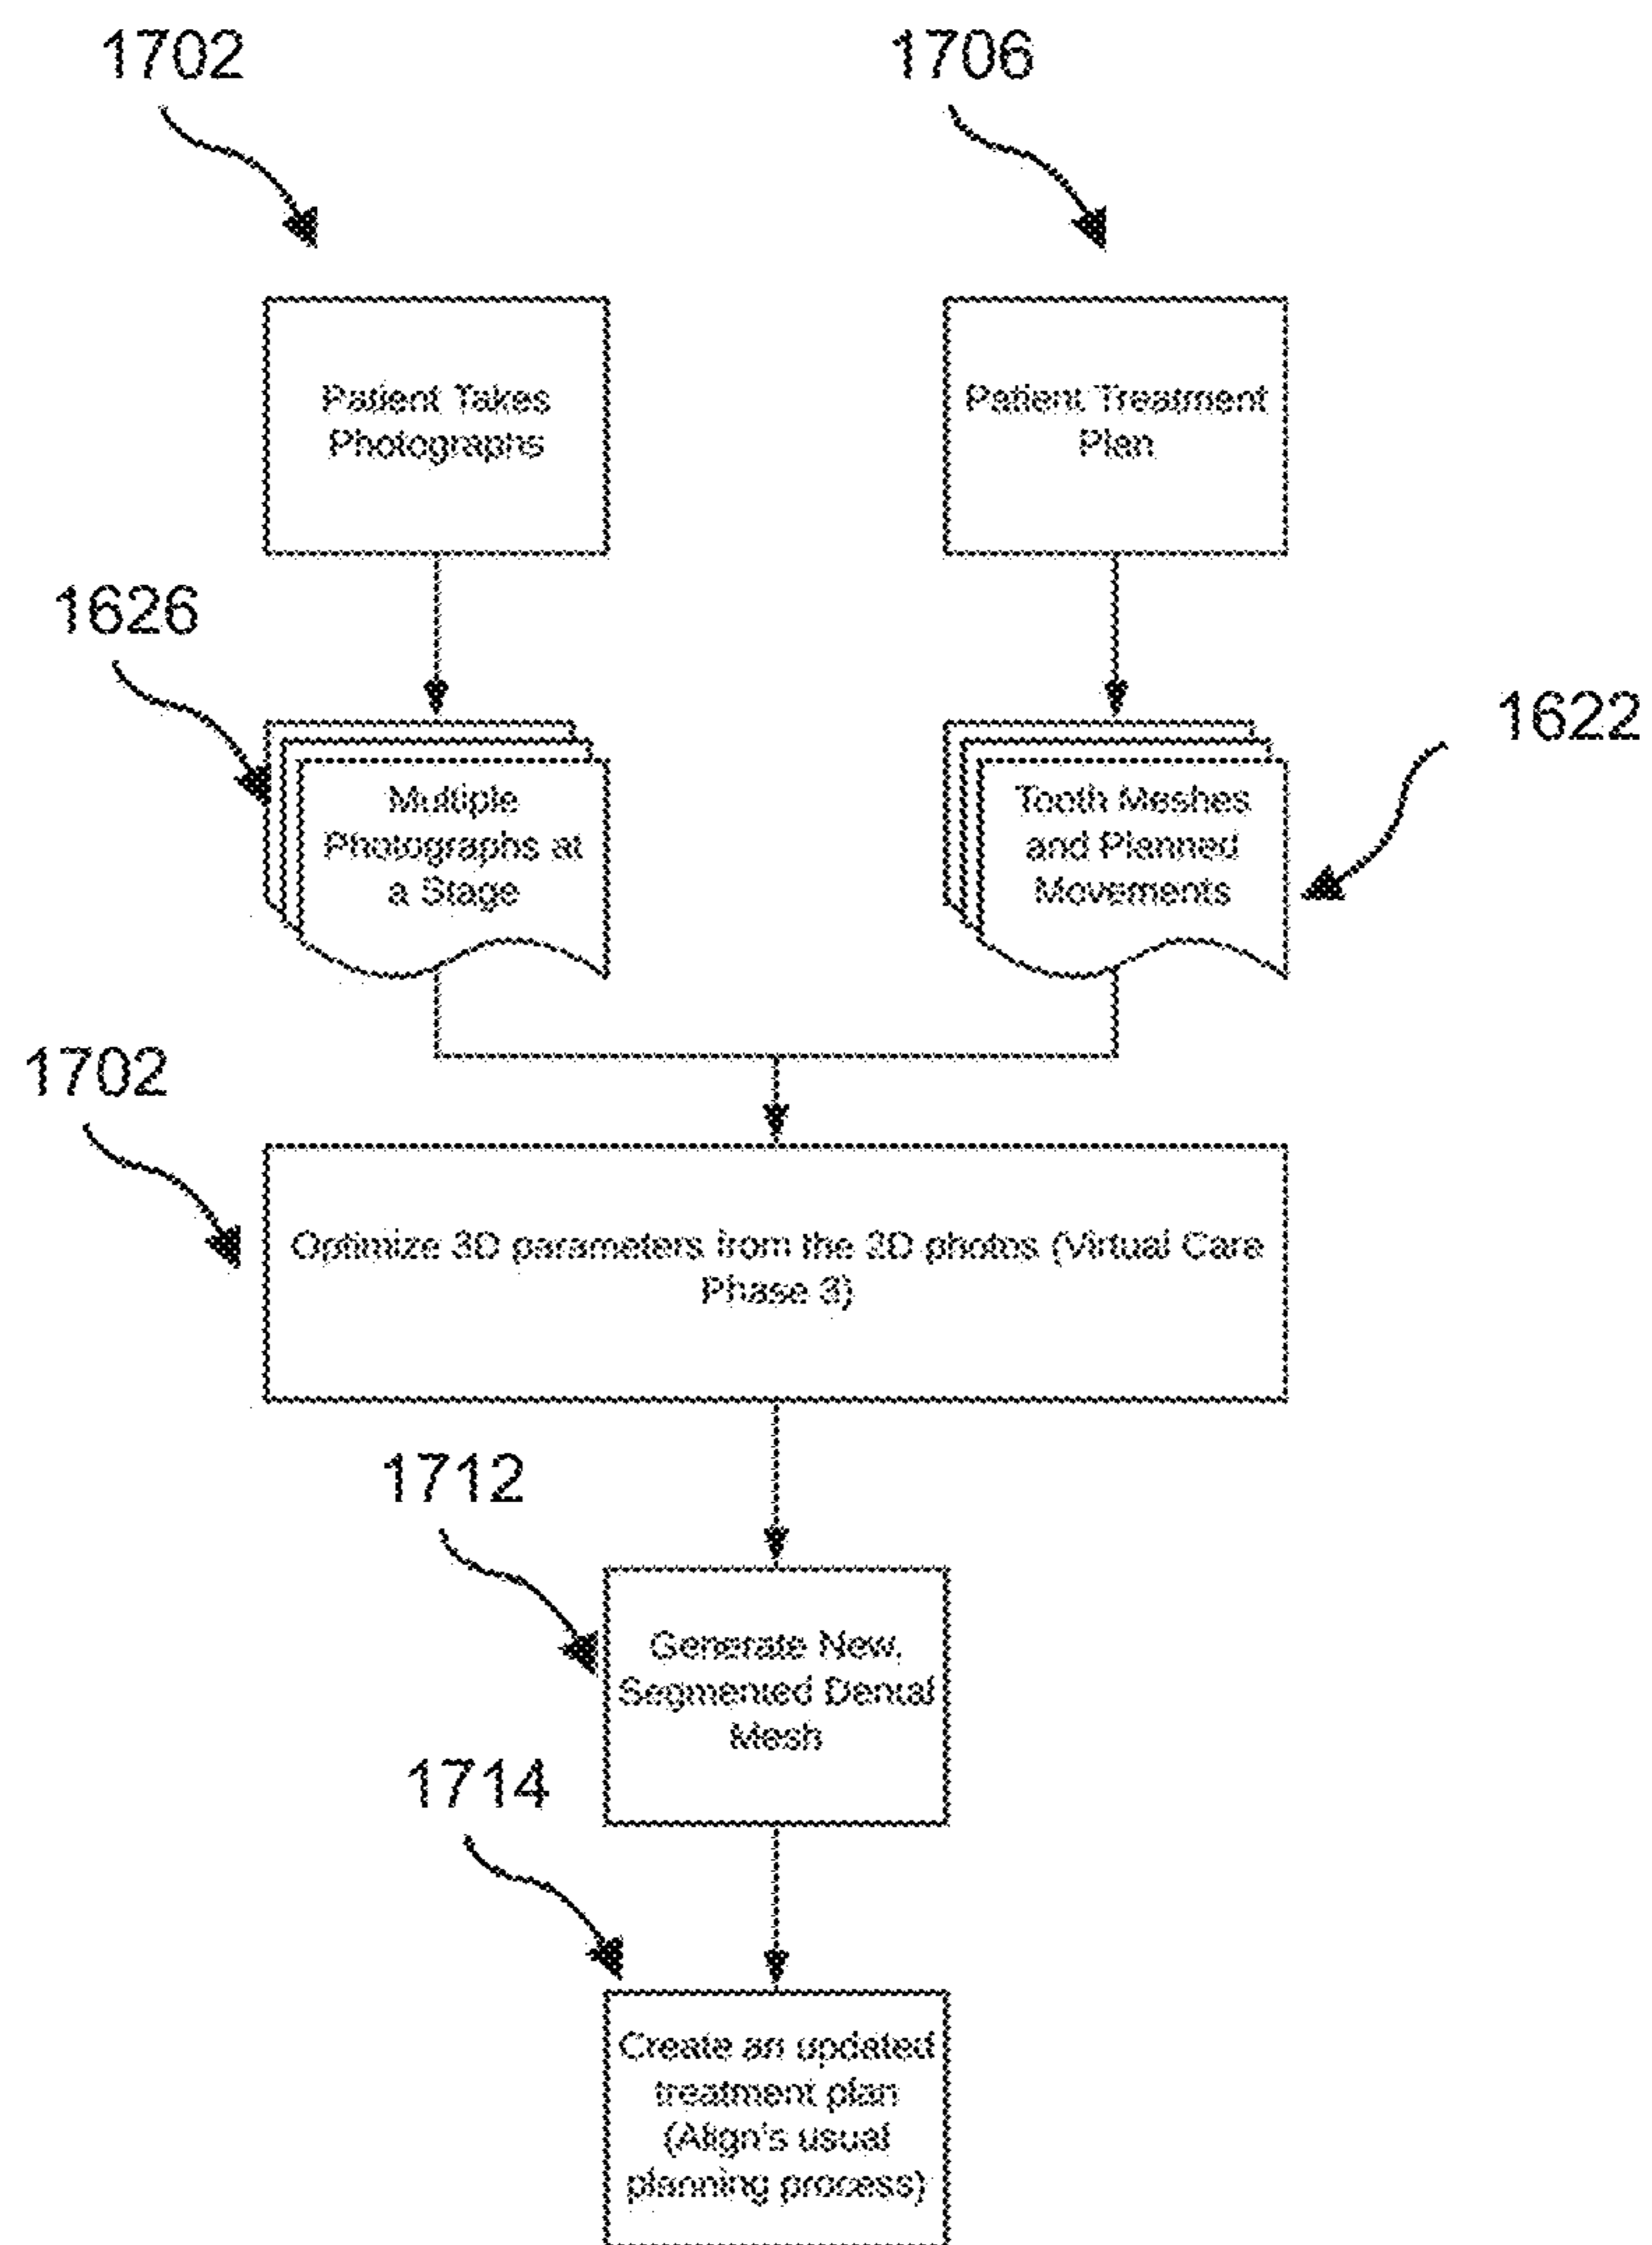 1702
1706
Patient Takes
Photographs
Patient Treatment
Plan
1626
1622
Multiple
Photographs at
a Stage
Tooth Meshes
and Planned
Movements
1702
Optimize 3D parameters from the 2D photos (Virtual Care
Phase 3)
1712
Generate New,
Segmented Dental
Mesh
1714
Create an updated
treatment plan
(Align's usual
planning process)